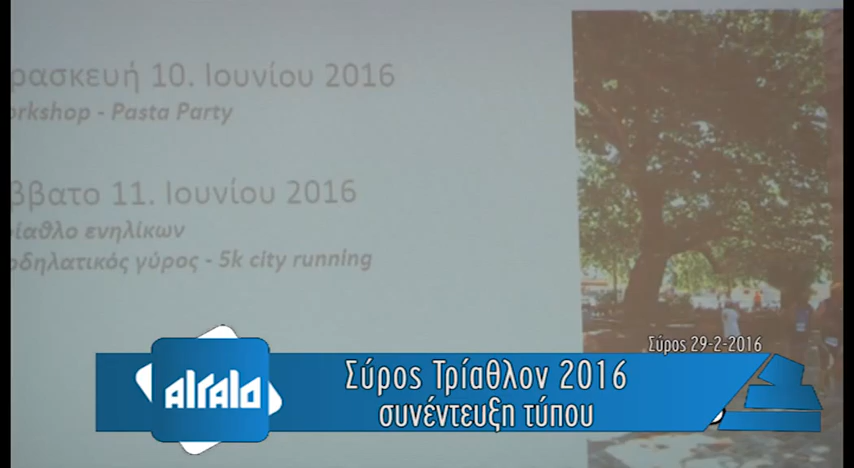 ρασκευή 10. Ιουνίου 2016
orkshop - Pasta Party
ββατο 11. Ιουνίου 2016
ίαθλο ενηλίκων
οδηλατικός γύρος - 5k city running
Σύρος 29-2-2016
αιγαίο
Σύρος Τρίαθλον 2016
συνέντευξη τύπου